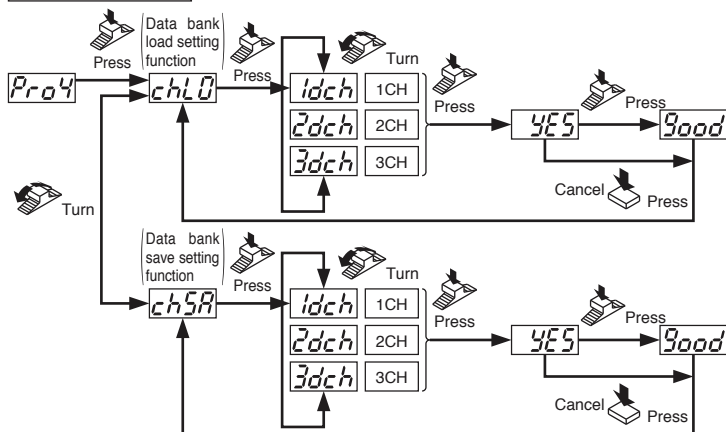 Data bank
load setting
function
Press
Press
Turn
Pro4
chLO
1dch
1CH
2dch
2CH
3dch
3CH
Press
YES
Press
Good
Cancel
Press
Turn
Data bank
save setting
function
Press
Turn
chSA
1dch
1CH
2dch
2CH
3dch
3CH
Press
YES
Press
Good
Cancel
Press